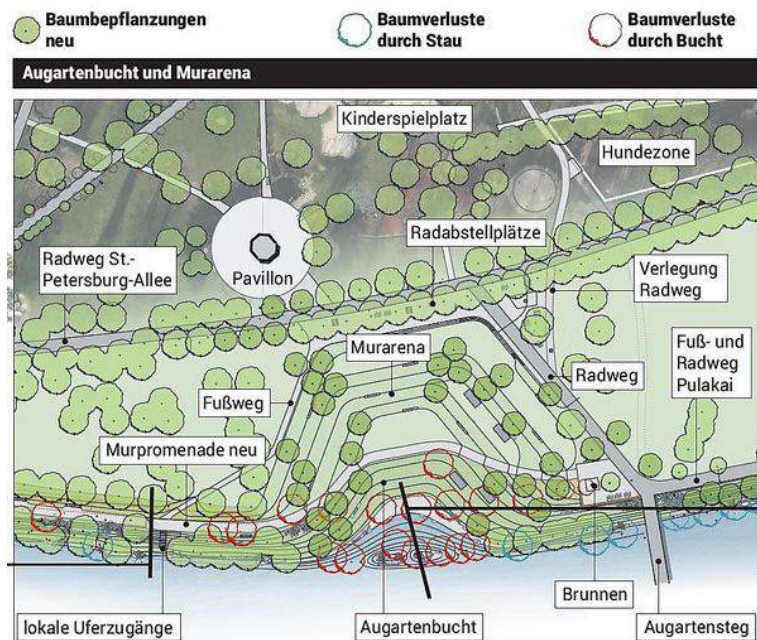 Baumbepflanzungen
neu
Baumverluste
durch Stau
Baumverluste
durch Bucht
Augartenbucht und Murarena
Kinderspielplatz
Hundezone
Radabstellplätze
Radweg St.-
Petersburg-Allee
Pavillon
Verlegung
Radweg
Murarena
Fuß- und
Radweg
Pulakai
Radweg
Fußweg
Murpromenade neu
Brunnen
lokale Uferzugänge
Augartenbucht
Augartensteg